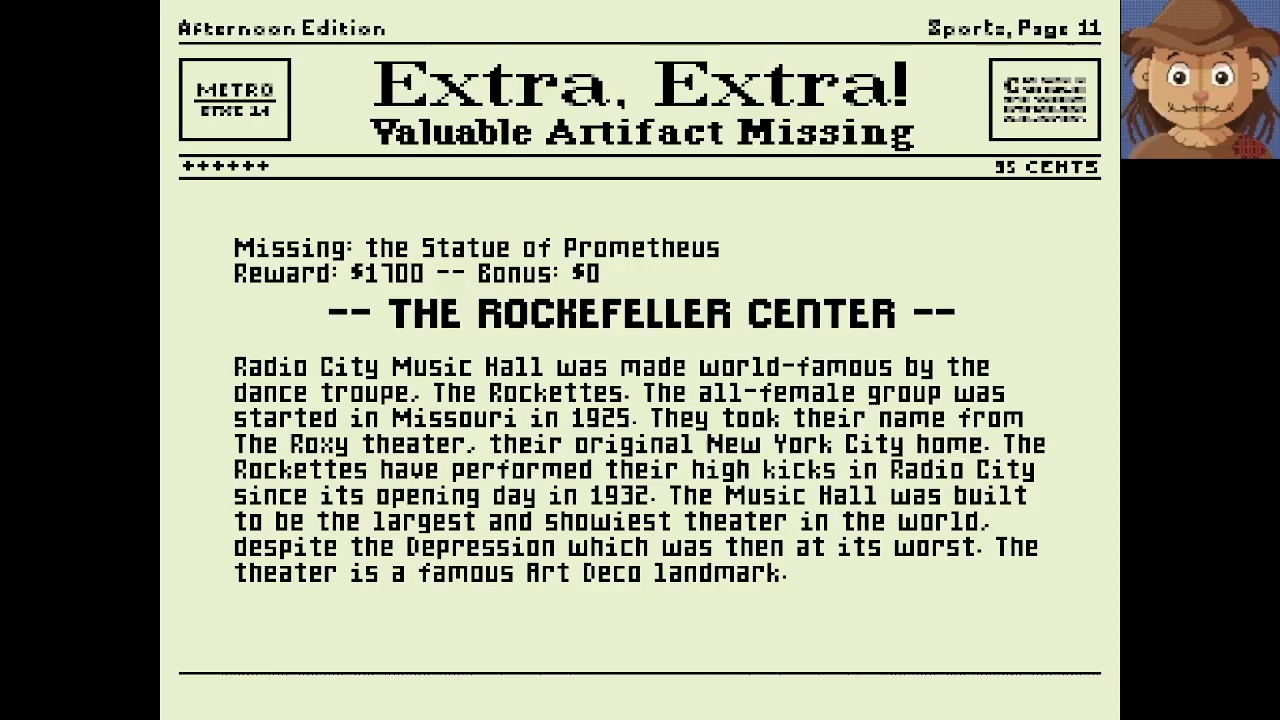 Afternoon Edition
Sports, Page 11
METRO
Extra, Extra!
Valuable Artifact Missing
++++++
95 CENTS
Missing: the Statue of Prometheus
Reward: $1700 -- Bonus: $0
-- THE ROCKEFELLER CENTER --
Radio City Music Hall was made world-famous by the
dance troupe, The Rockettes. The all-female group was
started in Missouri in 1925. They took their name from
The Roxy theater, their original New York City home. The
Rockettes have performed their high kicks in Radio City
since its opening day in 1932. The Music Hall was built
to be the largest and showiest theater in the world,
despite the Depression which was then at its worst. The
theater is a famous Art Deco landmark.